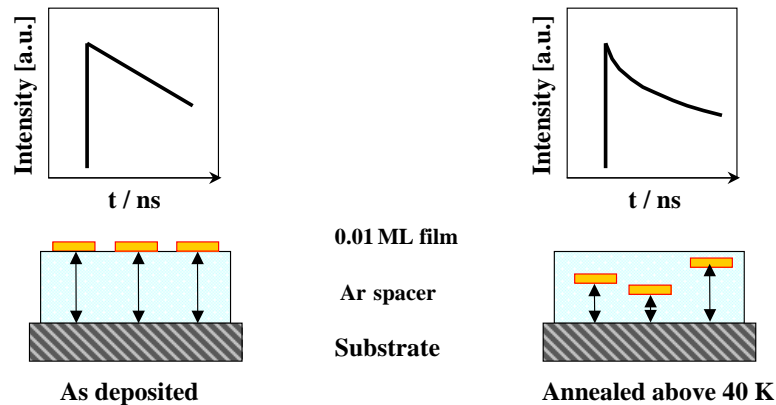 Intensity [a.u.]
t / ns
Intensity [a.u.]
t / ns
0.01 ML film
Ar spacer
Substrate
As deposited
Annealed above 40 K